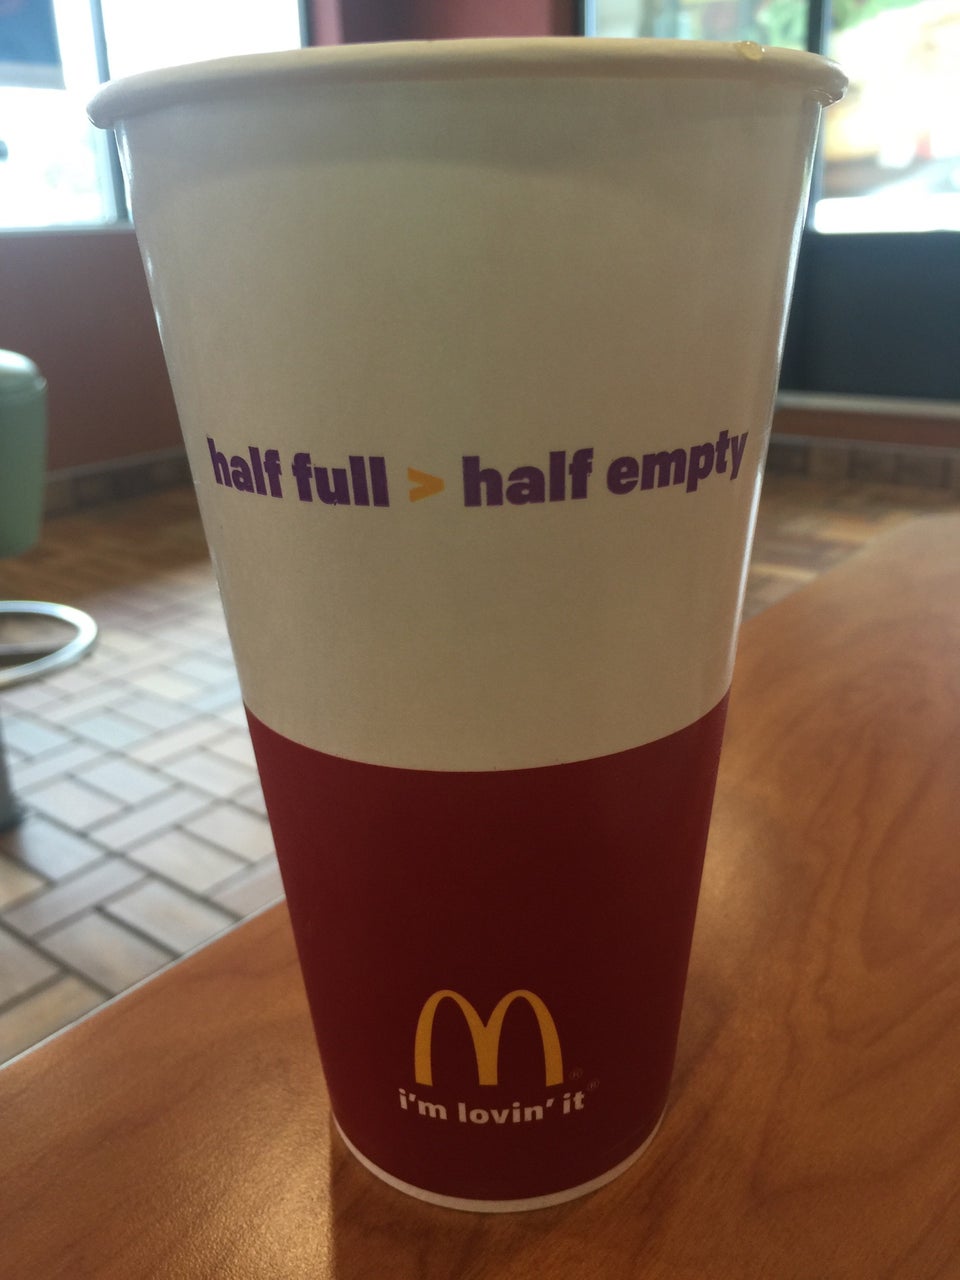 half full > half empty
M®
i'm lovin' it®